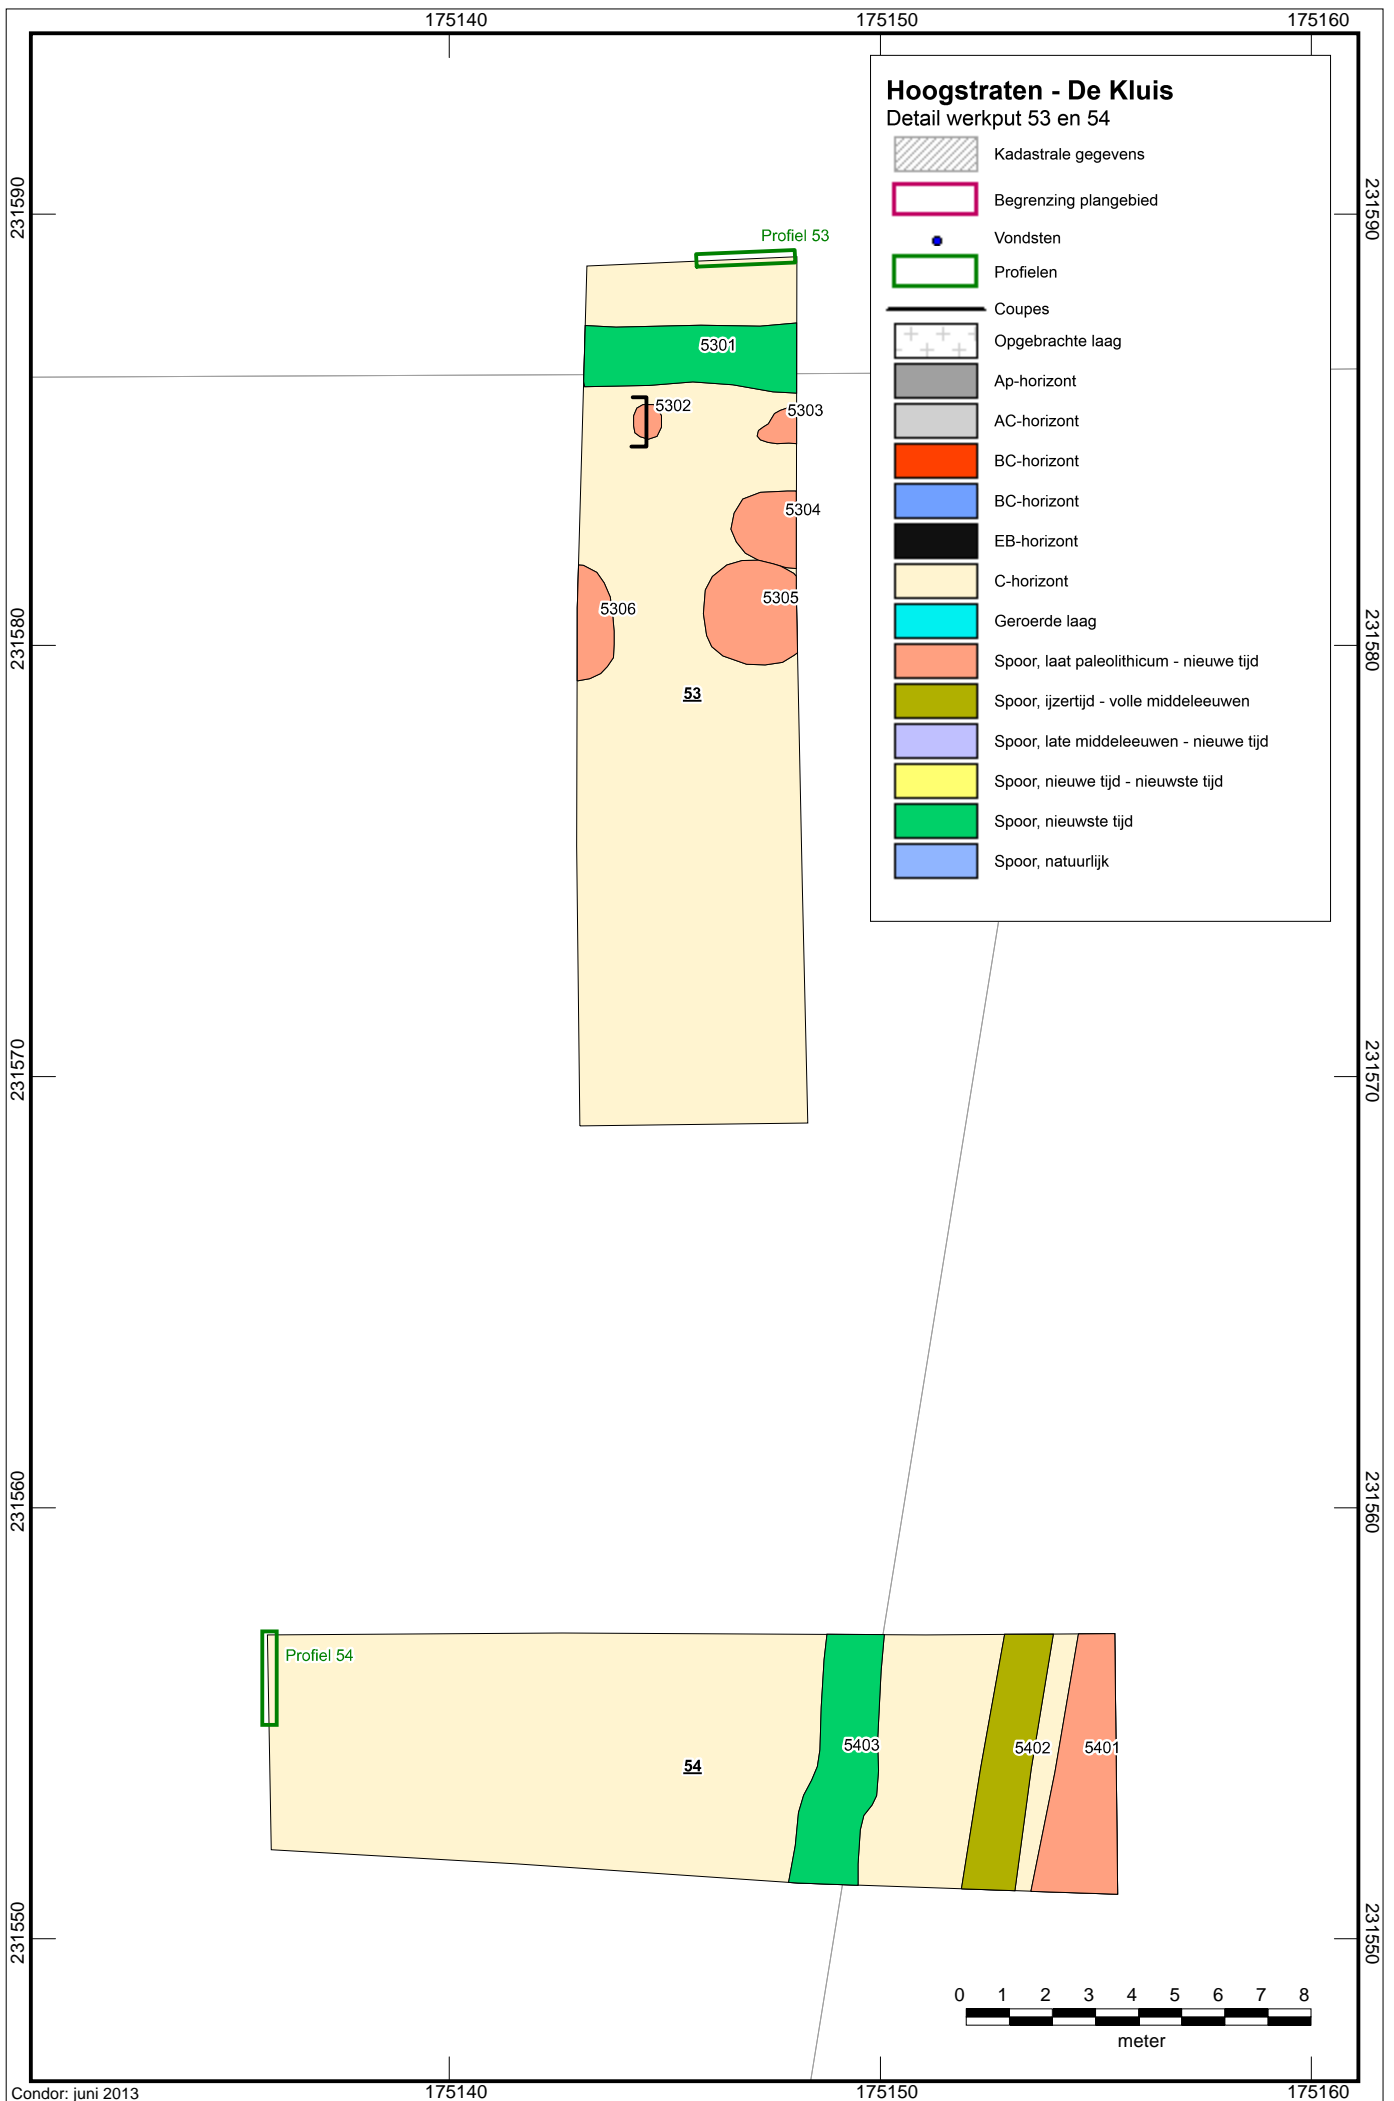 175140
175150
175160
Hoogstraten - De Kluis
Detail werkput 53 en 54
Kadastrale gegevens
Begrenzing plangebied
Vondsten
Profielen
Coupes
Opgebrachte laag
Ap-horizont
AC-horizont
BC-horizont
BC-horizont
EB-horizont
C-horizont
Geroerde laag
Spoor, laat paleolithicum - nieuwe tijd
Spoor, ijzertijd - volle middeleeuwen
Spoor, late middeleeuwen - nieuwe tijd
Spoor, nieuwe tijd - nieuwste tijd
Spoor, nieuwste tijd
Spoor, natuurlijk
231590
231590
Profiel 53
5301
5302
5303
5304
5305
5306
231580
231580
53
231570
231570
231560
231560
Profiel 54
5403
5402
5401
54
231550
231550
0 1 2 3 4 5 6 7 8
meter
Condor: juni 2013
175140
175150
175160